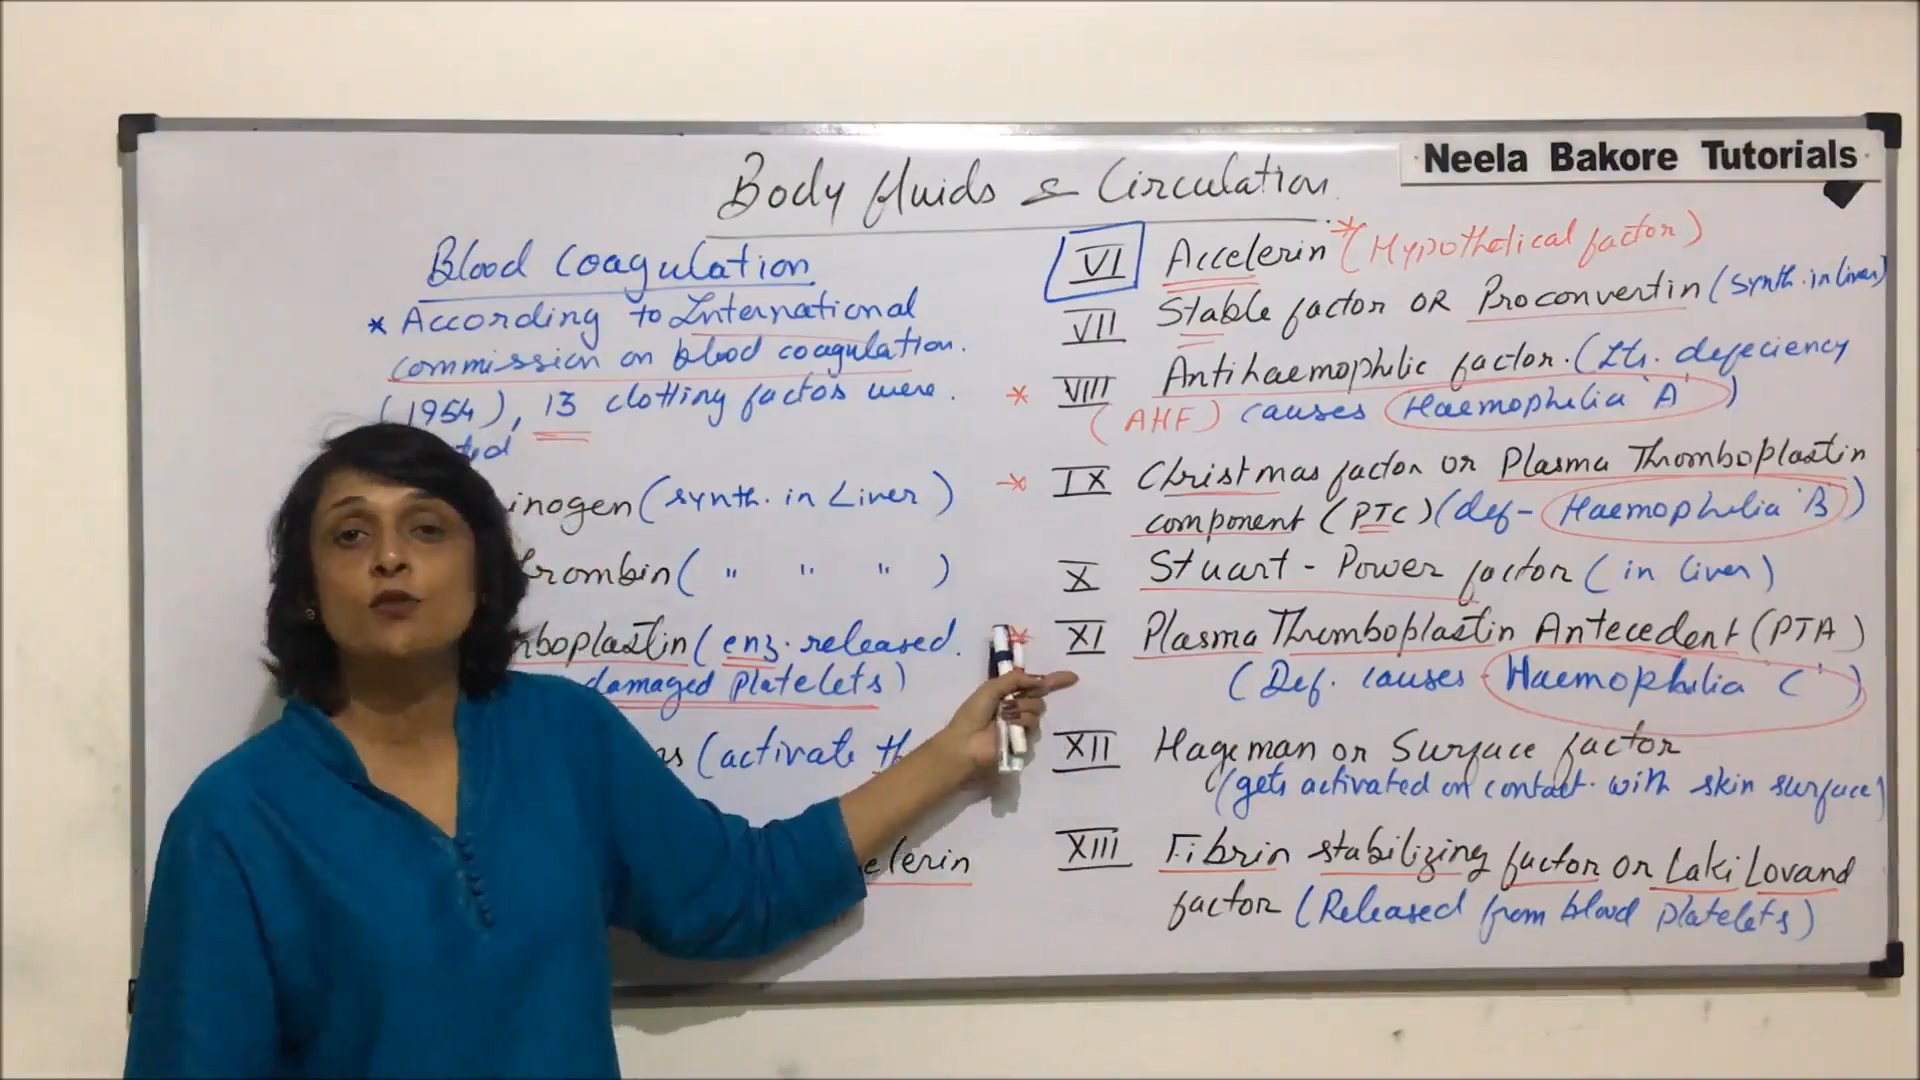 Neela Bakore Tutorials
Body fluids & Circulation
Blood Coagulation
* According to International
commission on blood coagulation.
(1954), 13 clotting factos were.
inogen (synth. in Liver)
rombin ( " " " )
mboplastin (enz. released.
damaged platelets)
(activate th
elerin
VI Accelerin * (Hypothetical factor)
VII Stable factor OR Proconvertin (synth. in liver)
* VIII Antihaemophilic factor. (Its. defeciency
(AHF) causes Haemophilia 'A')
* IX Christmas factor or Plasma Thromboplastin
component (PTC) (def- Haemophilia 'B')
X Stuart - Power factor (in liver)
* XI Plasma Thromboplastin Antecedent (PTA)
(Def. causes Haemophilia 'C')
XII Hageman or Surface factor
(gets activated on contact. with skin surface)
XIII Fibrin stabilizing factor or Laki Lovand
factor (Released from blood platelets)